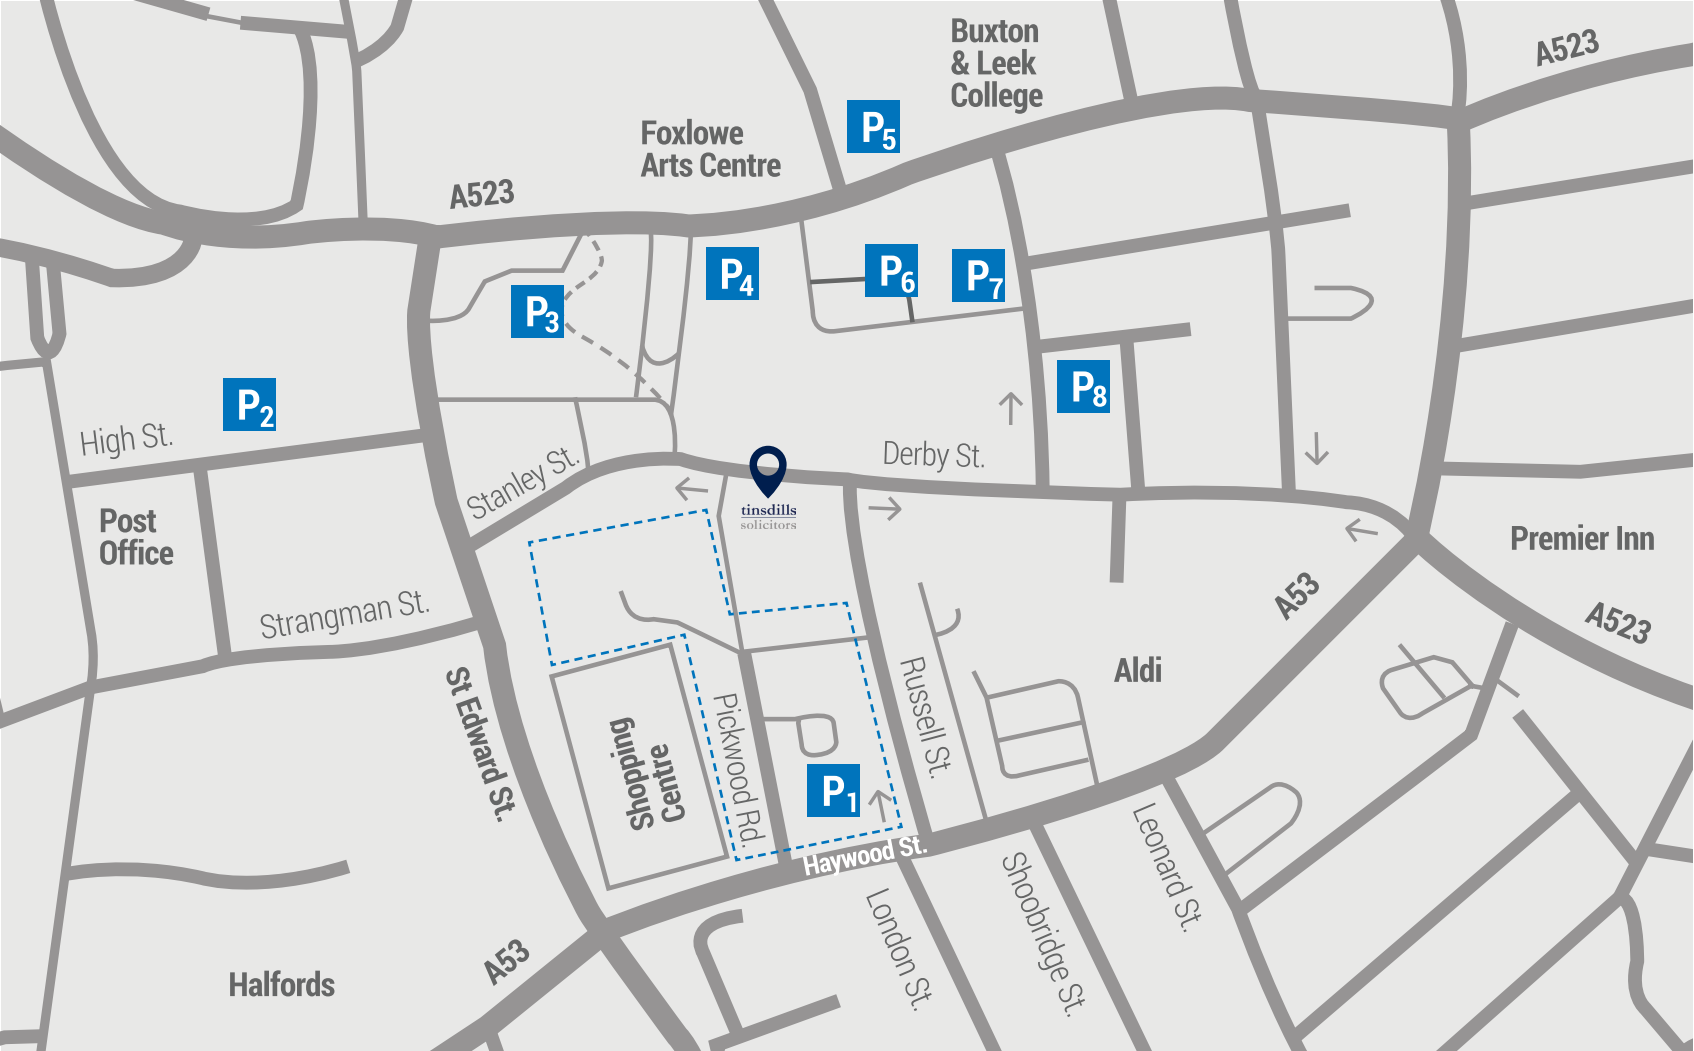 Buxton
& Leek
College
A523
P5
Foxlowe
Arts Centre
A523
P4
P6
P7
P3
P8
P2
High St.
Stanley St.
Derby St.
tinsdills
solicitors
Post
Office
Premier Inn
A53
A523
Strangman St.
Aldi
St Edward St.
Shopping
Centre
Pickwood Rd.
Russell St.
P1
Haywood St.
Leonard St.
Shoobridge St.
London St.
A53
Halfords